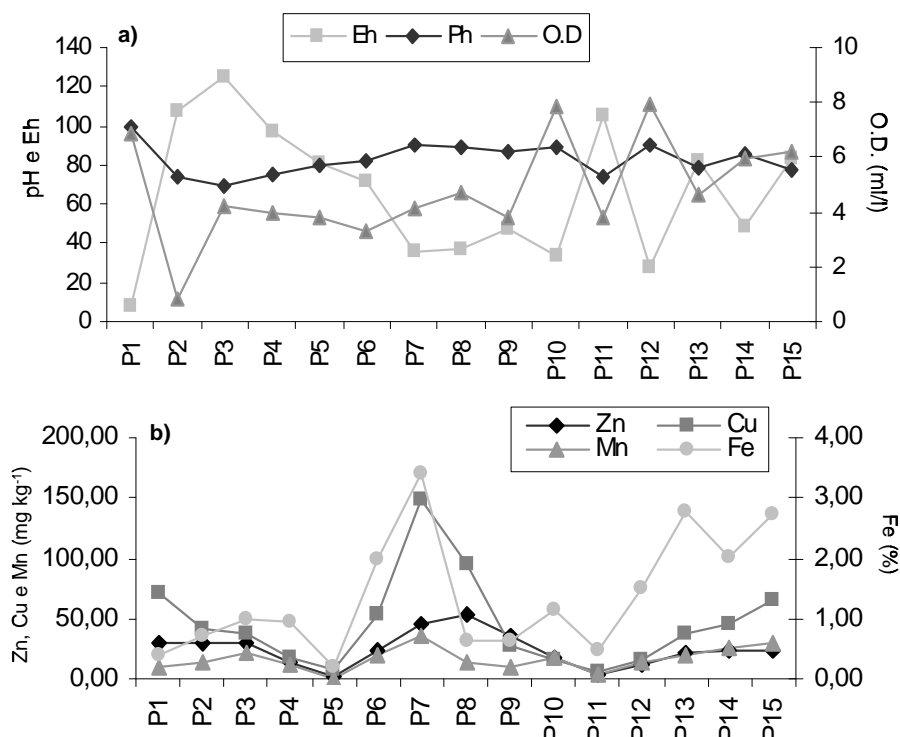 a)
Eh Ph O.D
140
120
100
80
60
40
20
0
pH e Eh
10
8
6
4
2
0
O.D. (ml/l)
P1 P2 P3 P4 P5 P6 P7 P8 P9 P10 P11 P12 P13 P14 P15
b)
Zn Cu
Mn Fe
200,00
150,00
100,00
50,00
0,00
Zn, Cu e Mn (mg kg⁻¹)
4,00
3,00
2,00
1,00
0,00
Fe (%)
P1 P2 P3 P4 P5 P6 P7 P8 P9 P10 P11 P12 P13 P14 P15